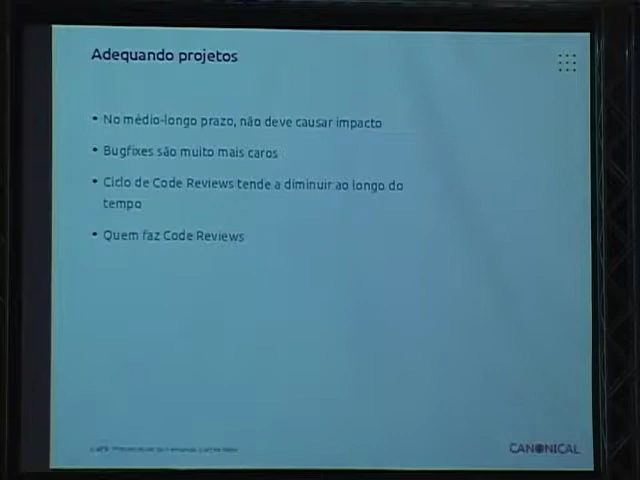 Adequando projetos
• No médio-longo prazo, não deve causar impacto
• Bugfixes são muito mais caros
• Ciclo de Code Reviews tende a diminuir ao longo do
tempo
• Quem faz Code Reviews
CANONICAL